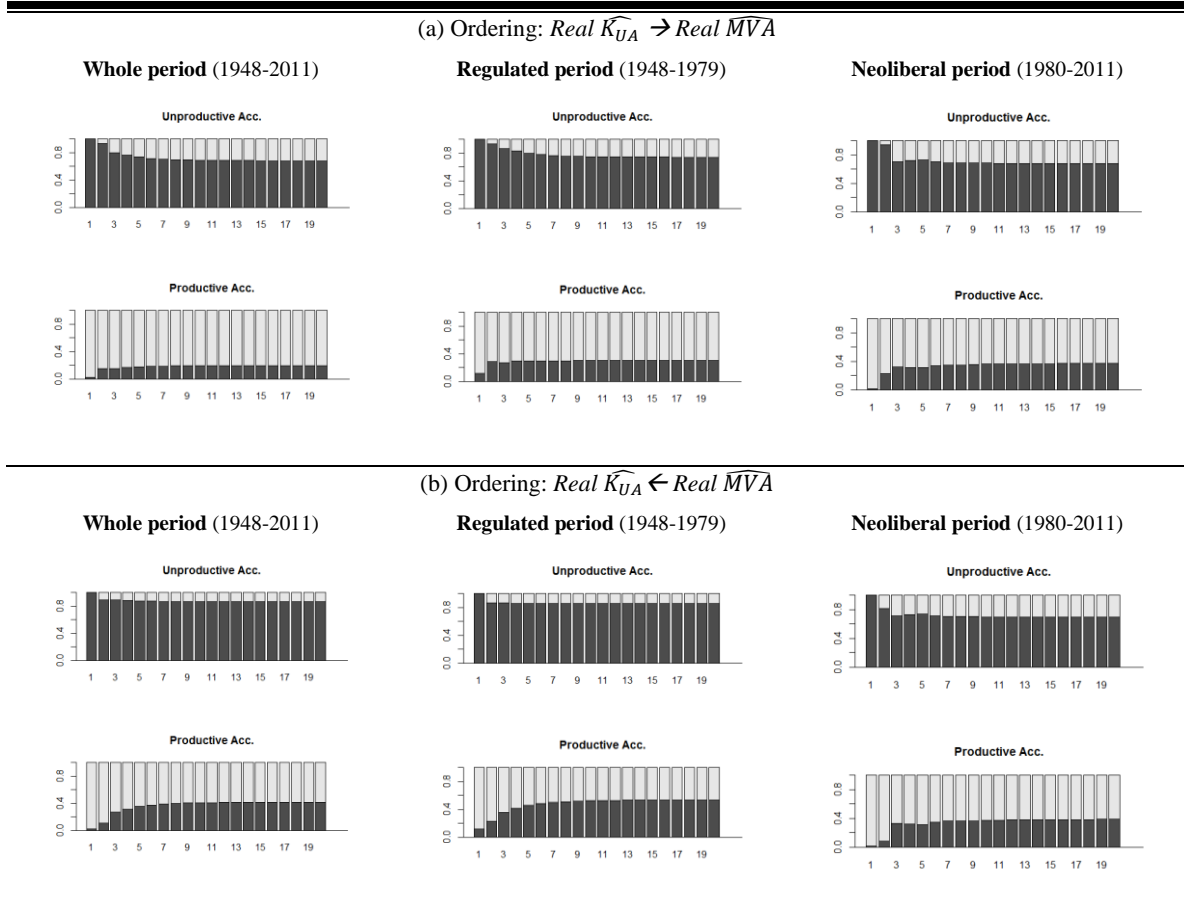 (a) Ordering: Real K̂_UA → Real M̂VA
Whole period (1948-2011) Regulated period (1948-1979) Neoliberal period (1980-2011)
Unproductive Acc. Unproductive Acc. Unproductive Acc.
0.0 0.4 0.8 0.0 0.4 0.8 0.0 0.4 0.8
1 3 5 7 9 11 13 15 17 19 1 3 5 7 9 11 13 15 17 19 1 3 5 7 9 11 13 15 17 19
Productive Acc. Productive Acc. Productive Acc.
0.0 0.4 0.8 0.0 0.4 0.8 0.0 0.4 0.8
1 3 5 7 9 11 13 15 17 19 1 3 5 7 9 11 13 15 17 19 1 3 5 7 9 11 13 15 17 19
(b) Ordering: Real K̂_UA ← Real M̂VA
Whole period (1948-2011) Regulated period (1948-1979) Neoliberal period (1980-2011)
Unproductive Acc. Unproductive Acc. Unproductive Acc.
0.0 0.4 0.8 0.0 0.4 0.8 0.0 0.4 0.8
1 3 5 7 9 11 13 15 17 19 1 3 5 7 9 11 13 15 17 19 1 3 5 7 9 11 13 15 17 19
Productive Acc. Productive Acc. Productive Acc.
0.0 0.4 0.8 0.0 0.4 0.8 0.0 0.4 0.8
1 3 5 7 9 11 13 15 17 19 1 3 5 7 9 11 13 15 17 19 1 3 5 7 9 11 13 15 17 19